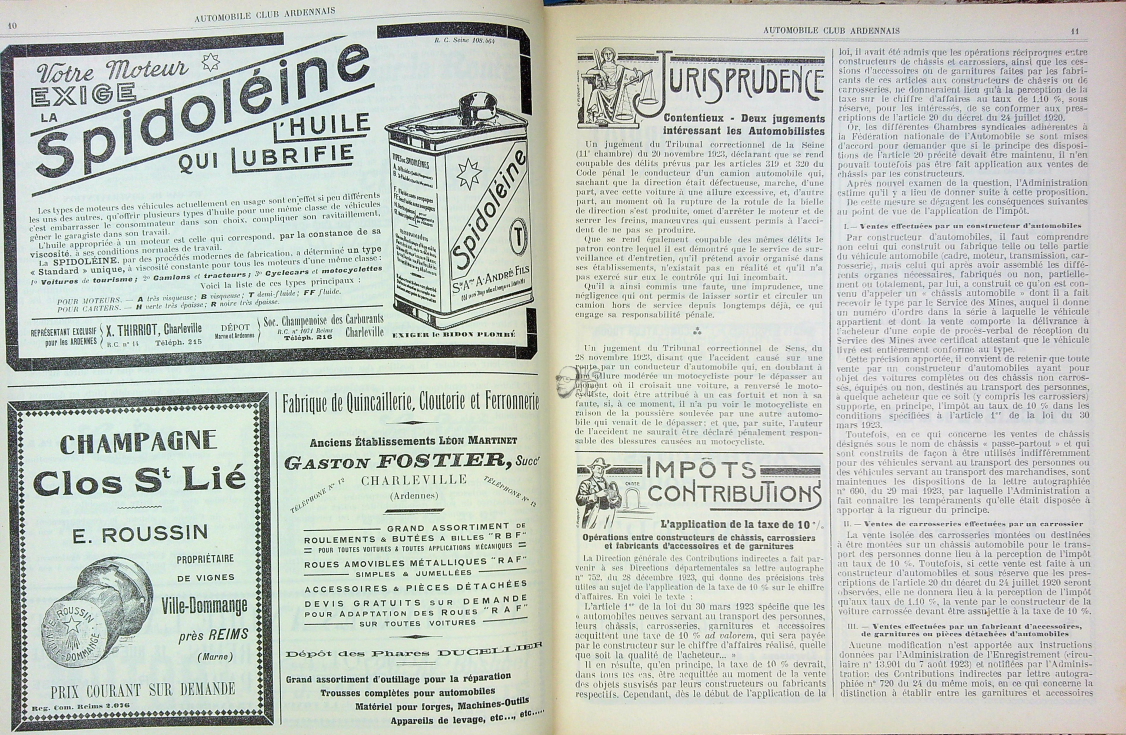 10
AUTOMOBILE CLUB ARDENNAIS
R. C. Seine 108.664
Votre Moteur
EXIGE
LA
Spidoléine
L'HUILE
QUI LUBRIFIE
Les types de moteurs des véhicules actuellement en usage sont en effet si peu différents
les uns des autres, qu'offrir plusieurs types d'huile pour une même classe de véhicules
c'est embarrasser le consommateur dans son choix, compliquer son ravitaillement,
gêner le garagiste dans son travail.
L'huile appropriée à un moteur est celle qui correspond, par la constance de sa
viscosité, à ses conditions normales de travail.
La SPIDOLÉINE, par des procédés modernes de fabrication, a déterminé un type
« Standard » unique, à viscosité constante pour tous les moteurs d'une même classe :
1º Voitures de tourisme ; 2º Camions et tracteurs ; 3º Cyclecars et motocyclettes
Voici la liste de ces types principaux :
POUR MOTEURS. — A très visqueuse ; B visqueuse ; T demi-fluide ; FF fluide.
POUR CARTERS. — H verte très épaisse ; R noire très épaisse.
Spidoléine
T
Sté Ame A. ANDRÉ FILS
EXIGER le BIDON PLOMBÉ
REPRÉSENTANT EXCLUSIF
pour les ARDENNES
X. THIRRIOT, Charleville
R.C. nº 14 Téléph. 215
DÉPOT
Marne et Ardennes
Soc. Champenoise des Carburants
R.C. nº 1071 Reims Charleville
Téléph. 216
CHAMPAGNE
Clos St Lié
E. ROUSSIN
PROPRIÉTAIRE
DE VIGNES
Ville-Dommange
près REIMS
(Marne)
ROUSSIN
VILLE-DOMMANGE
PRIX COURANT SUR DEMANDE
Reg. Com. Reims 2.026
Fabrique de Quincaillerie, Clouterie et Ferronnerie
Anciens Établissements LÉON MARTINET
GASTON FOSTIER, Succr
TÉLÉPHONE Nº 12
CHARLEVILLE
(Ardennes)
TÉLÉPHONE Nº 12
GRAND ASSORTIMENT DE
ROULEMENTS & BUTÉES A BILLES "RBF"
POUR TOUTES VOITURES & TOUTES APPLICATIONS MÉCANIQUES
ROUES AMOVIBLES MÉTALLIQUES "RAF"
SIMPLES & JUMELLÉES
ACCESSOIRES & PIÈCES DÉTACHÉES
DEVIS GRATUITS SUR DEMANDE
POUR ADAPTATION DES ROUES "RAF"
SUR TOUTES VOITURES
Dépôt des Phares DUCELLIER
Grand assortiment d'outillage pour la réparation
Trousses complètes pour automobiles
Matériel pour forges, Machines-Outils
Appareils de levage, etc..., etc.....
AUTOMOBILE CLUB ARDENNAIS
11
JURISPRUDENCE
Contentieux - Deux jugements
intéressant les Automobilistes
Un jugement du Tribunal correctionnel de la Seine
(11e chambre) du 20 novembre 1923, déclarant que se rend
coupable des délits prévus par les articles 319 et 320 du
Code pénal le conducteur d'un camion automobile qui,
sachant que la direction était défectueuse, marche, d'une
part, avec cette voiture à une allure excessive, et, d'autre
part, au moment où la rupture de la rotule de la bielle
de direction s'est produite, omet d'arrêter le moteur et de
serrer les freins, manœuvres qui eussent permis à l'acci-
dent de ne pas se produire.
Que se rend également coupable des mêmes délits le
patron contre lequel il est démontré que le service de sur-
veillance et d'entretien, qu'il prétend avoir organisé dans
ses établissements, n'existait pas en réalité et qu'il n'a
pas exercé sur eux le contrôle qui lui incombait.
Qu'il a ainsi commis une faute, une imprudence, une
négligence qui ont permis de laisser sortir et circuler un
camion hors de service depuis longtemps déjà, ce qui
engage sa responsabilité pénale.
Un jugement du Tribunal correctionnel de Sens, du
28 novembre 1923, disant que l'accident causé sur une
route par un conducteur d'automobile qui, en doublant à
une allure modérée un motocycliste pour le dépasser au
moment où il croisait une voiture, a renversé le moto-
cycliste, doit être attribué à un cas fortuit et non à sa
faute, si, à ce moment, il n'a pu voir le motocycliste en
raison de la poussière soulevée par une autre automo-
bile qui venait de le dépasser; et que, par suite, l'auteur
de l'accident ne saurait être déclaré pénalement respon-
sable des blessures causées au motocycliste.
IMPÔTS
CONTRIBUTIONS
L'application de la taxe de 10 %
Opérations entre constructeurs de châssis, carrossiers
et fabricants d'accessoires et de garnitures
La Direction générale des Contributions indirectes a fait par-
venir à ses Directions départementales sa lettre autographe
nº 752, du 28 décembre 1923, qui donne des précisions très
utiles au sujet de l'application de la taxe de 10 % sur le chiffre
d'affaires. En voici le texte :
L'article 1er de la loi du 30 mars 1923 spécifie que les
« automobiles neuves servant au transport des personnes,
leurs châssis, carrosseries, garnitures et accessoires
acquittent une taxe de 10 % ad valorem, qui sera payée
par le constructeur sur le chiffre d'affaires réalisé, quelle
que soit la qualité de l'acheteur... »
Il en résulte, qu'en principe, la taxe de 10 % devrait,
dans tous les cas, être acquittée au moment de la vente
des objets susvisés par leurs constructeurs ou fabricants
respectifs. Cependant, dès le début de l'application de la
loi, il avait été admis que les opérations réciproques entre
constructeurs de châssis et carrossiers, ainsi que les ces-
sions d'accessoires ou de garnitures faites par les fabri-
cants de ces articles aux constructeurs de châssis ou de
carrosseries, ne donneraient lieu qu'à la perception de la
taxe sur le chiffre d'affaires au taux de 1,10 %, sous
réserve, pour les intéressés, de se conformer aux pres-
criptions de l'article 20 du décret du 24 juillet 1920.
Or, les différentes Chambres syndicales adhérentes à
la Fédération nationale de l'Automobile se sont mises
d'accord pour demander que si le principe des disposi-
tions de l'article 20 précité devait être maintenu, il n'en
pouvait toutefois pas être fait application aux ventes de
châssis par les constructeurs.
Après nouvel examen de la question, l'Administration
estime qu'il y a lieu de donner suite à cette proposition.
De cette mesure se dégagent les conséquences suivantes
au point de vue de l'application de l'impôt.
I. — Ventes effectuées par un constructeur d'automobiles
Par constructeur d'automobiles, il faut comprendre
non celui qui construit ou fabrique telle ou telle partie
du véhicule automobile (cadre, moteur, transmission, car-
rosserie), mais celui qui après avoir assemblé les diffé-
rents organes nécessaires, fabriqués ou non, partielle-
ment ou totalement, par lui, a construit ce qu'on est con-
venu d'appeler un « châssis automobile » dont il a fait
recevoir le type par le Service des Mines, auquel il donne
un numéro d'ordre dans la série à laquelle le véhicule
appartient et dont la vente comporte la délivrance à
l'acheteur d'une copie de procès-verbal de réception du
Service des Mines avec certificat attestant que le véhicule
livré est entièrement conforme au type.
Cette précision apportée, il convient de retenir que toute
vente par un constructeur d'automobiles ayant pour
objet des voitures complètes ou des châssis non carros-
sés, équipés ou non, destinés au transport des personnes,
à quelque acheteur que ce soit (y compris les carrossiers)
supporte, en principe, l'impôt au taux de 10 % dans les
conditions spécifiées à l'article 1er de la loi du 30
mars 1923.
Toutefois, en ce qui concerne les ventes de châssis
désignés sous le nom de châssis « passe-partout » et qui
sont construits de façon à être utilisés indifféremment
pour des véhicules servant au transport des personnes ou
des véhicules servant au transport des marchandises, sont
maintenues les dispositions de la lettre autographiée
nº 690, du 29 mai 1923, par laquelle l'Administration a
fait connaître les tempéraments qu'elle était disposée à
apporter à la rigueur du principe.
II. — Ventes de carrosseries effectuées par un carrossier
La vente isolée des carrosseries montées ou destinées
à être montées sur un châssis automobile pour le trans-
port des personnes donne lieu à la perception de l'impôt
au taux de 10 %. Toutefois, si cette vente est faite à un
constructeur d'automobiles et sous réserve que les pres-
criptions de l'article 20 du décret du 24 juillet 1920 seront
observées, elle ne donnera lieu à la perception de l'impôt
qu'au taux de 1,10 %, la vente par le constructeur de la
voiture carrossée devant être assujettie à la taxe de 10 %.
III. — Ventes effectuées par un fabricant d'accessoires,
de garnitures ou pièces détachées d'automobiles
Aucune modification n'est apportée aux instructions
données par l'Administration de l'Enregistrement (circu-
laire nº 13.901 du 7 août 1923) et notifiées par l'Adminis-
tration des Contributions indirectes par lettre autogra-
phiée nº 720 du 24 du même mois, en ce qui concerne la
distinction à établir entre les garnitures et accessoires